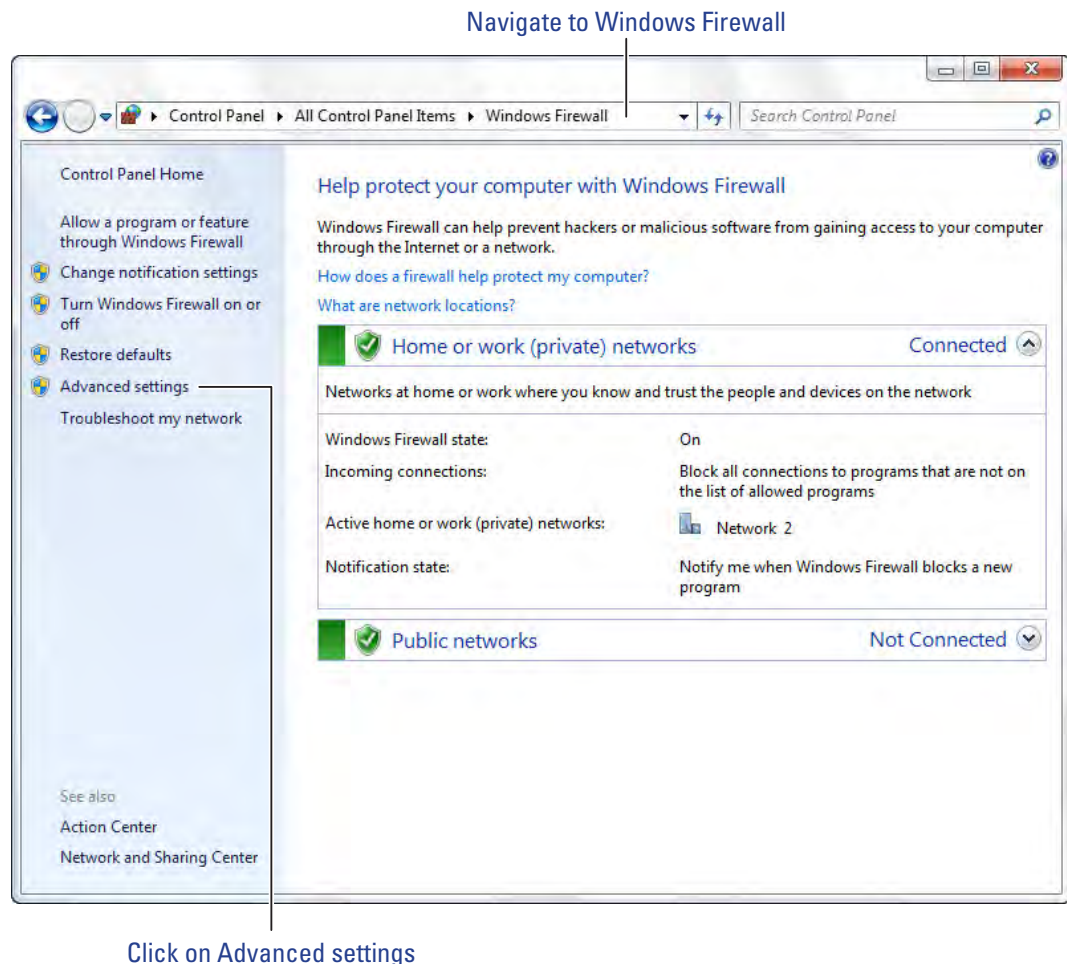 Navigate to Windows Firewall
Control Panel
All Control Panel Items
Windows Firewall
Search Control Panel
Control Panel Home
Allow a program or feature
through Windows Firewall
Change notification settings
Turn Windows Firewall on or
off
Restore defaults
Advanced settings
Troubleshoot my network
See also
Action Center
Network and Sharing Center
Help protect your computer with Windows Firewall
Windows Firewall can help prevent hackers or malicious software from gaining access to your computer
through the Internet or a network.
How does a firewall help protect my computer?
What are network locations?
Home or work (private) networks Connected
Networks at home or work where you know and trust the people and devices on the network
Windows Firewall state: On
Incoming connections: Block all connections to programs that are not on
the list of allowed programs
Active home or work (private) networks: Network 2
Notification state: Notify me when Windows Firewall blocks a new
program
Public networks Not Connected
Click on Advanced settings